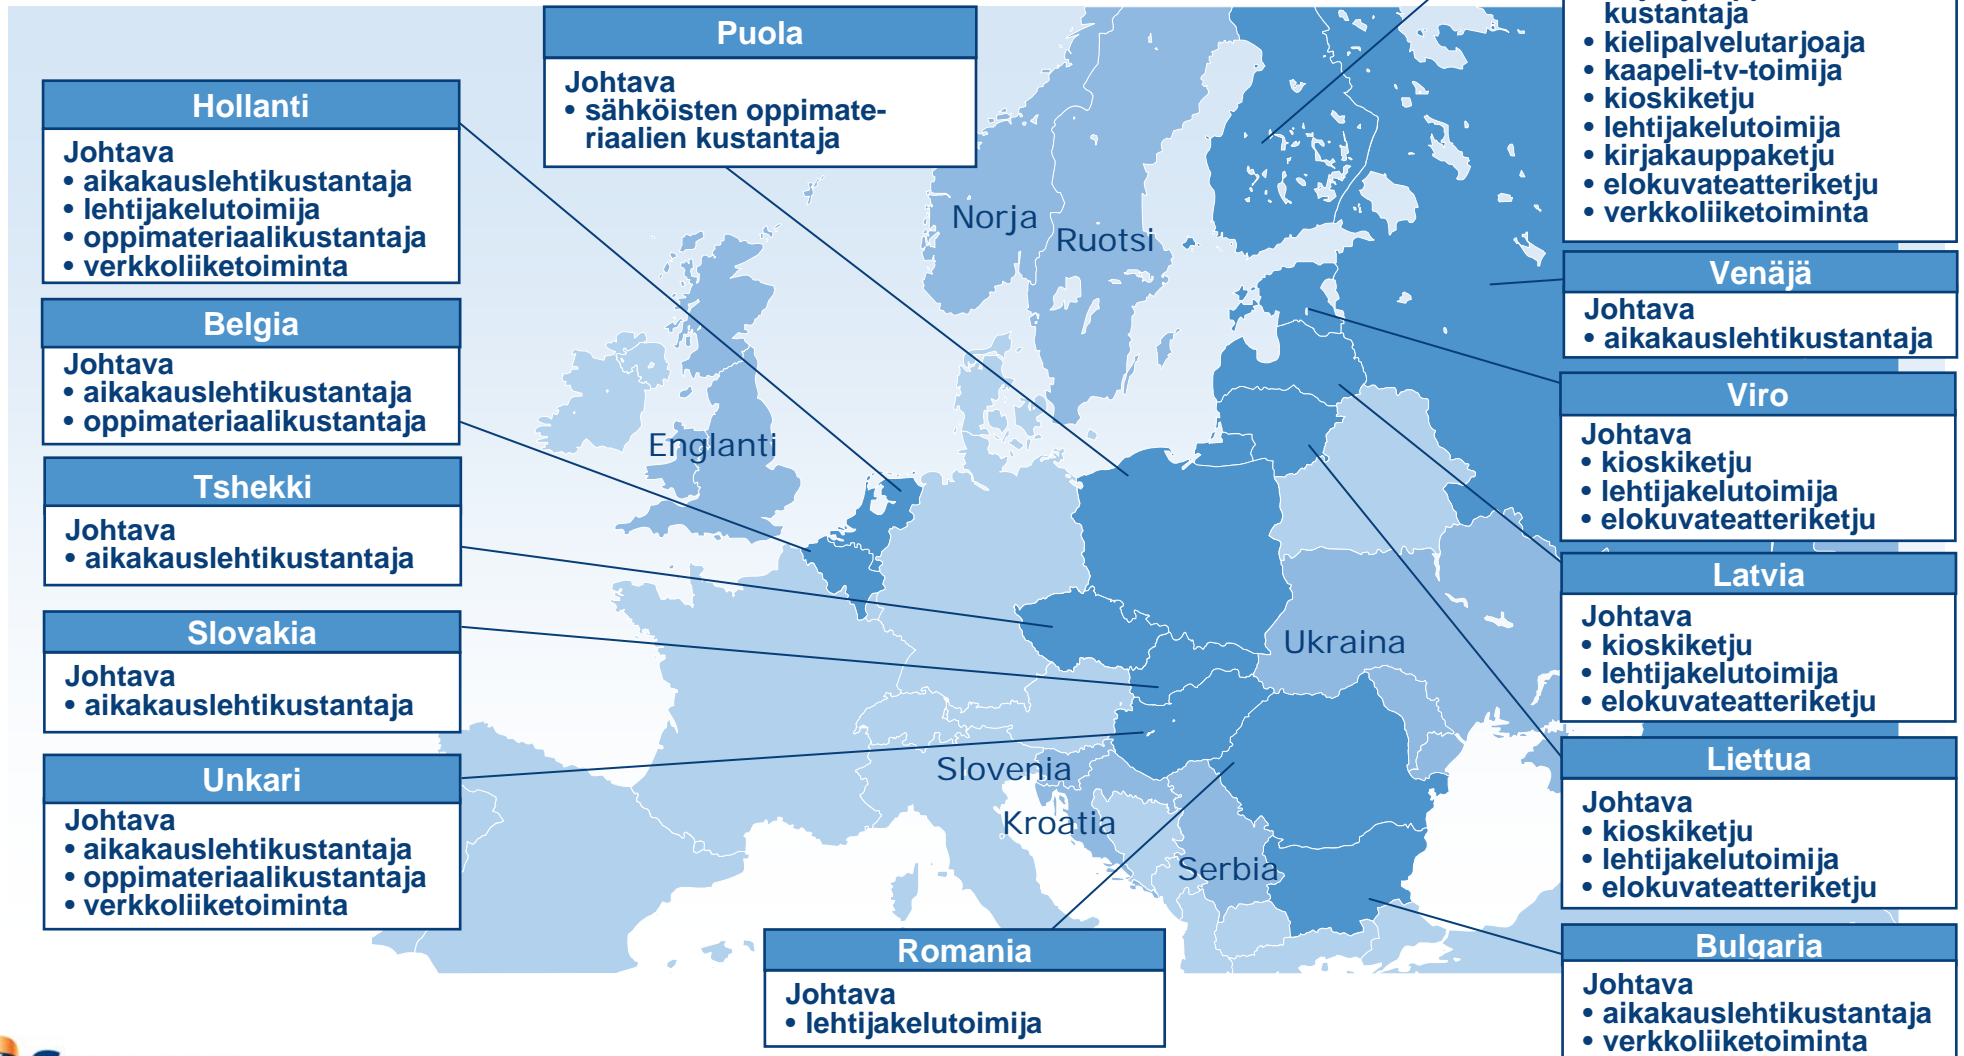 Puola
Johtava
• sähköisten oppimate-
riaalien kustantaja
Hollanti
Johtava
• aikakauslehtikustantaja
• lehtijakelutoimija
• oppimateriaalikustantaja
• verkkoliiketoiminta
Belgia
Johtava
• aikakauslehtikustantaja
• oppimateriaalikustantaja
Tshekki
Johtava
• aikakauslehtikustantaja
Slovakia
Johtava
• aikakauslehtikustantaja
Unkari
Johtava
• aikakauslehtikustantaja
• oppimateriaalikustantaja
• verkkoliiketoiminta
Norja
Ruotsi
Englanti
Ukraina
Slovenia
Kroatia
Serbia
Romania
Johtava
• lehtijakelutoimija
kustantaja
• kielipalvelutarjoaja
• kaapeli-tv-toimija
• kioskiketju
• lehtijakelutoimija
• kirjakauppaketju
• elokuvateatteriketju
• verkkoliiketoiminta
Venäjä
Johtava
• aikakauslehtikustantaja
Viro
Johtava
• kioskiketju
• lehtijakelutoimija
• elokuvateatteriketju
Latvia
Johtava
• kioskiketju
• lehtijakelutoimija
• elokuvateatteriketju
Liettua
Johtava
• kioskiketju
• lehtijakelutoimija
• elokuvateatteriketju
Bulgaria
Johtava
• aikakauslehtikustantaja
• verkkoliiketoiminta